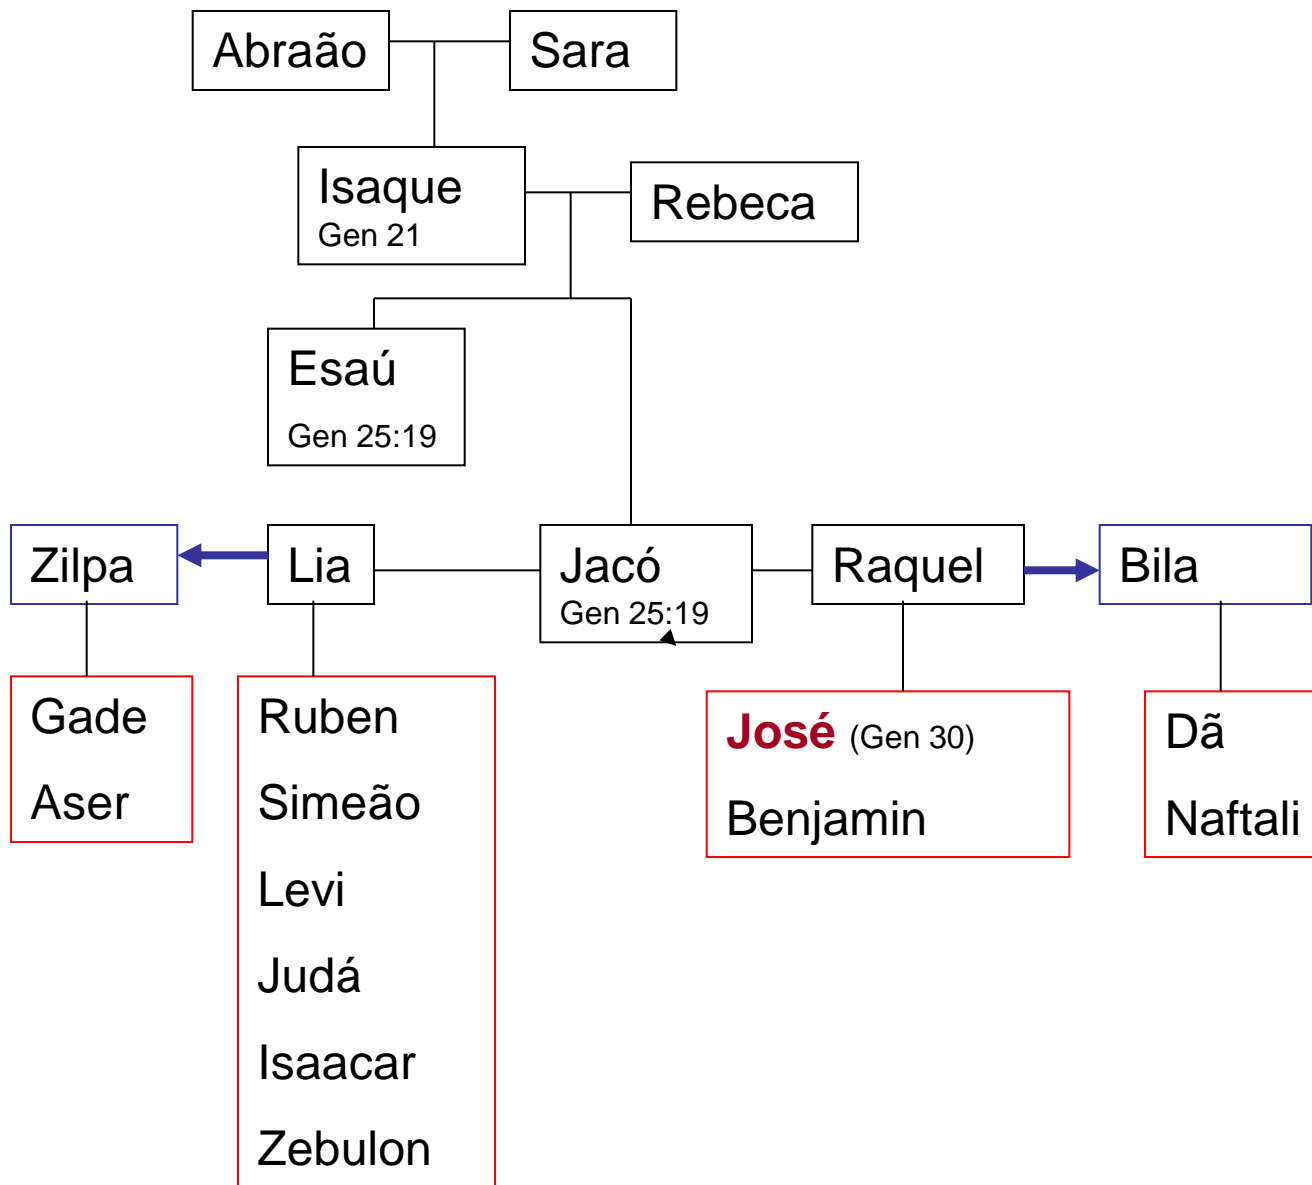 Abraão
Sara
Isaque
Gen 21
Rebeca
Esaú
Gen 25:19
Zilpa
Lia
Jacó
Gen 25:19
Raquel
Bila
Gade
Aser
Ruben
Simeão
Levi
Judá
Isaacar
Zebulon
José (Gen 30)
Benjamin
Dã
Naftali